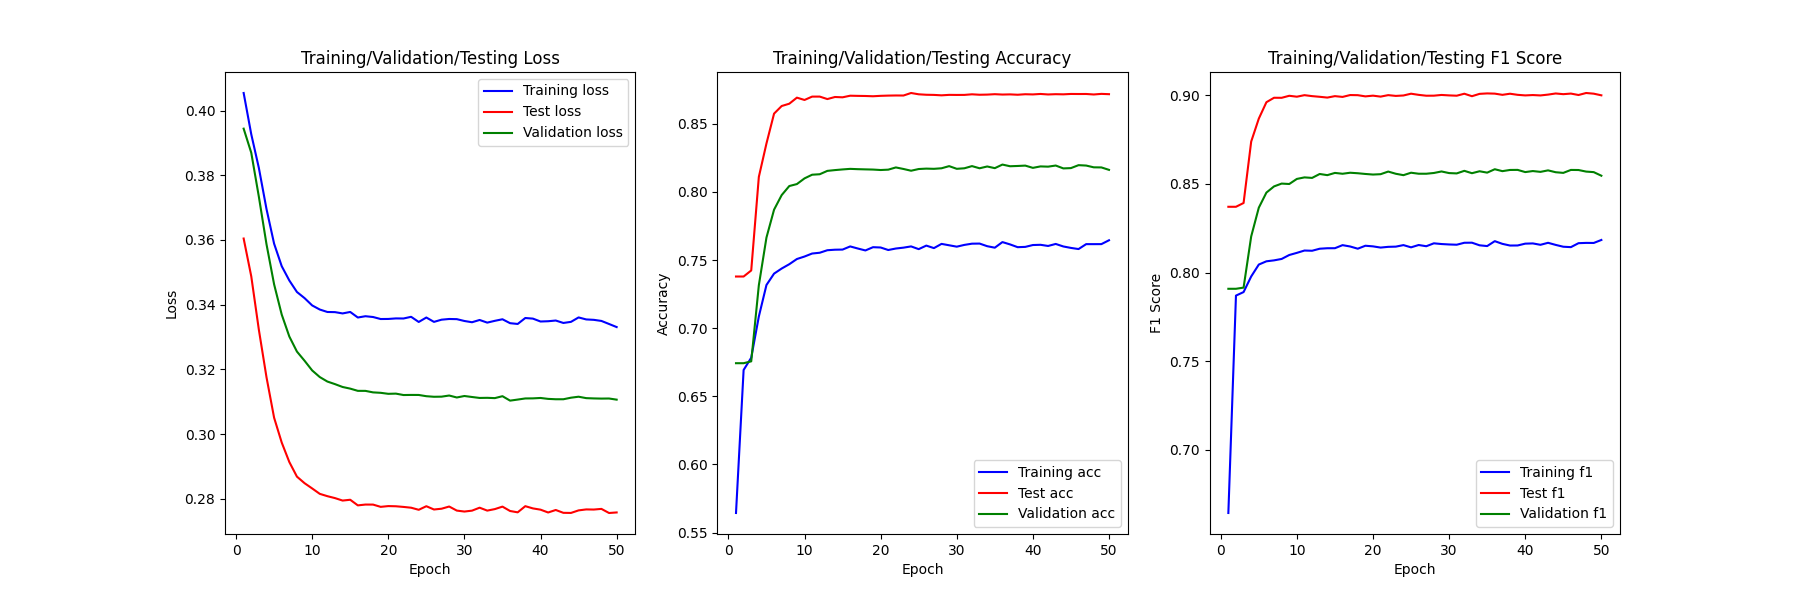 Training/Validation/Testing Loss
Training loss
Test loss
Validation loss
0.40
0.38
0.36
0.34
0.32
0.30
0.28
Loss
0 10 20 30 40 50
Epoch
Training/Validation/Testing Accuracy
0.85
0.80
0.75
0.70
0.65
0.60
0.55
Accuracy
Training acc
Test acc
Validation acc
0 10 20 30 40 50
Epoch
Training/Validation/Testing F1 Score
0.90
0.85
0.80
0.75
0.70
F1 Score
Training f1
Test f1
Validation f1
0 10 20 30 40 50
Epoch